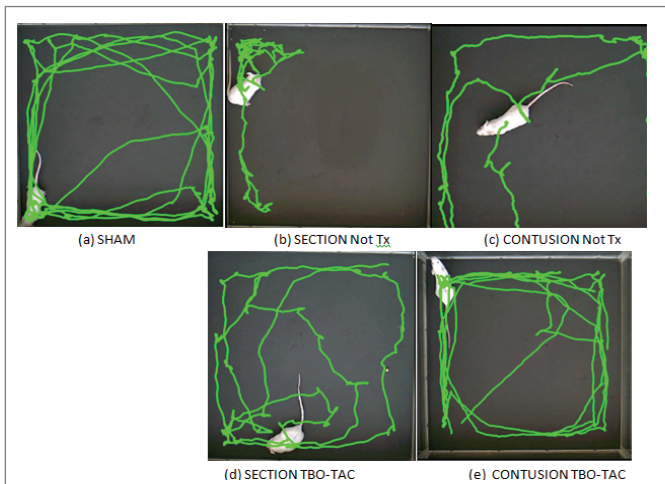 (a) SHAM
(b) SECTION Not Tx
(c) CONTUSION Not Tx
(d) SECTION TBO-TAC
(e) CONTUSION TBO-TAC